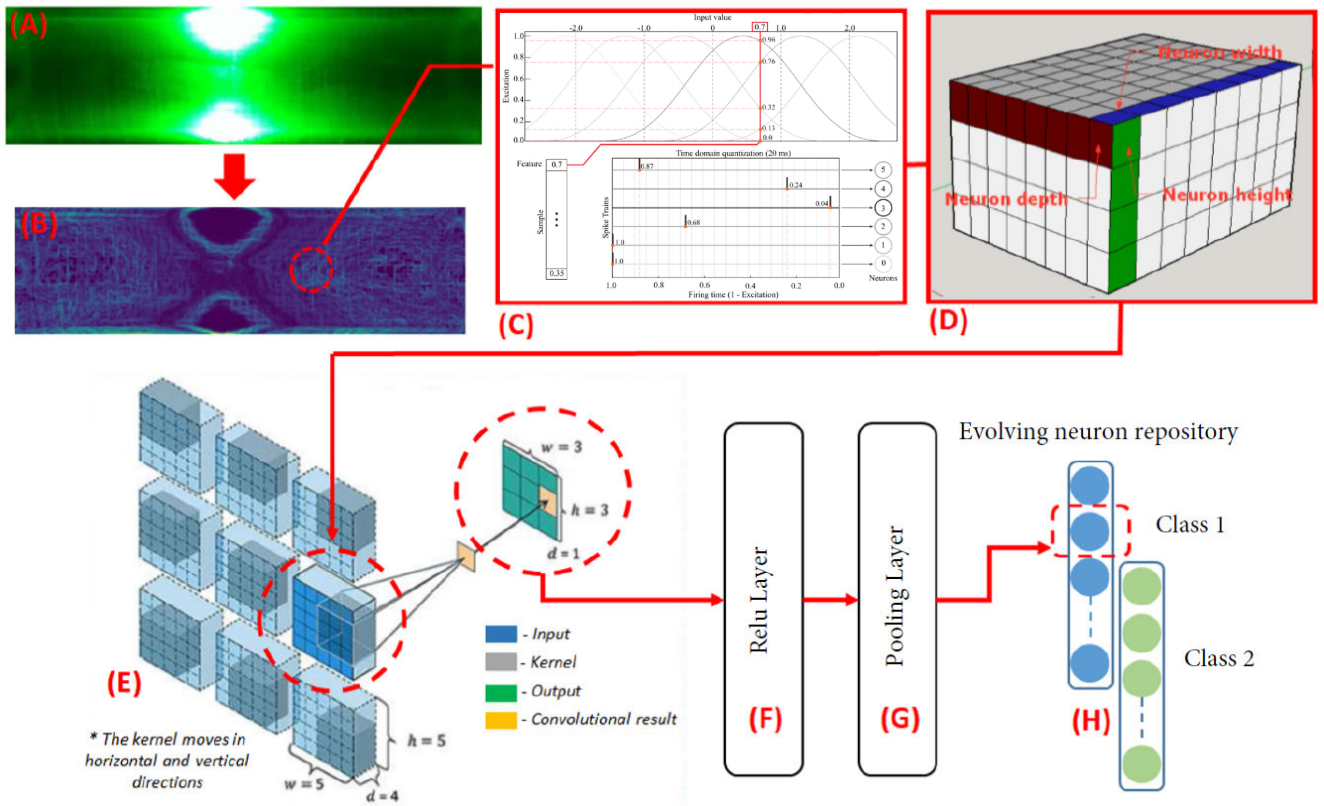 (A)
(B)
Input value
-2.0 -1.0 0 0.7 1.0 2.0
Excitation
1.0
0.8
0.6
0.4
0.2
0.0
0.96
0.76
0.32
0.13
0.0
Feature
0.7
Sample
0.35
Time domain quantization (20 ms)
Spike Trains
0.87
0.24
0.04
0.68
1.0
1.0
5
4
3
2
1
0
Neurons
1.0 0.8 0.6 0.4 0.2 0.0
Firing time (1 - Excitation)
(C)
Neuron width
Neuron depth
Neuron height
(D)
w = 3
h = 3
d = 1
- Input
- Kernel
- Output
- Convolutional result
(E)
* The kernel moves in
horizontal and vertical
directions
h = 5
w = 5
d = 4
Relu Layer
(F)
Pooling Layer
(G)
Evolving neuron repository
Class 1
Class 2
(H)